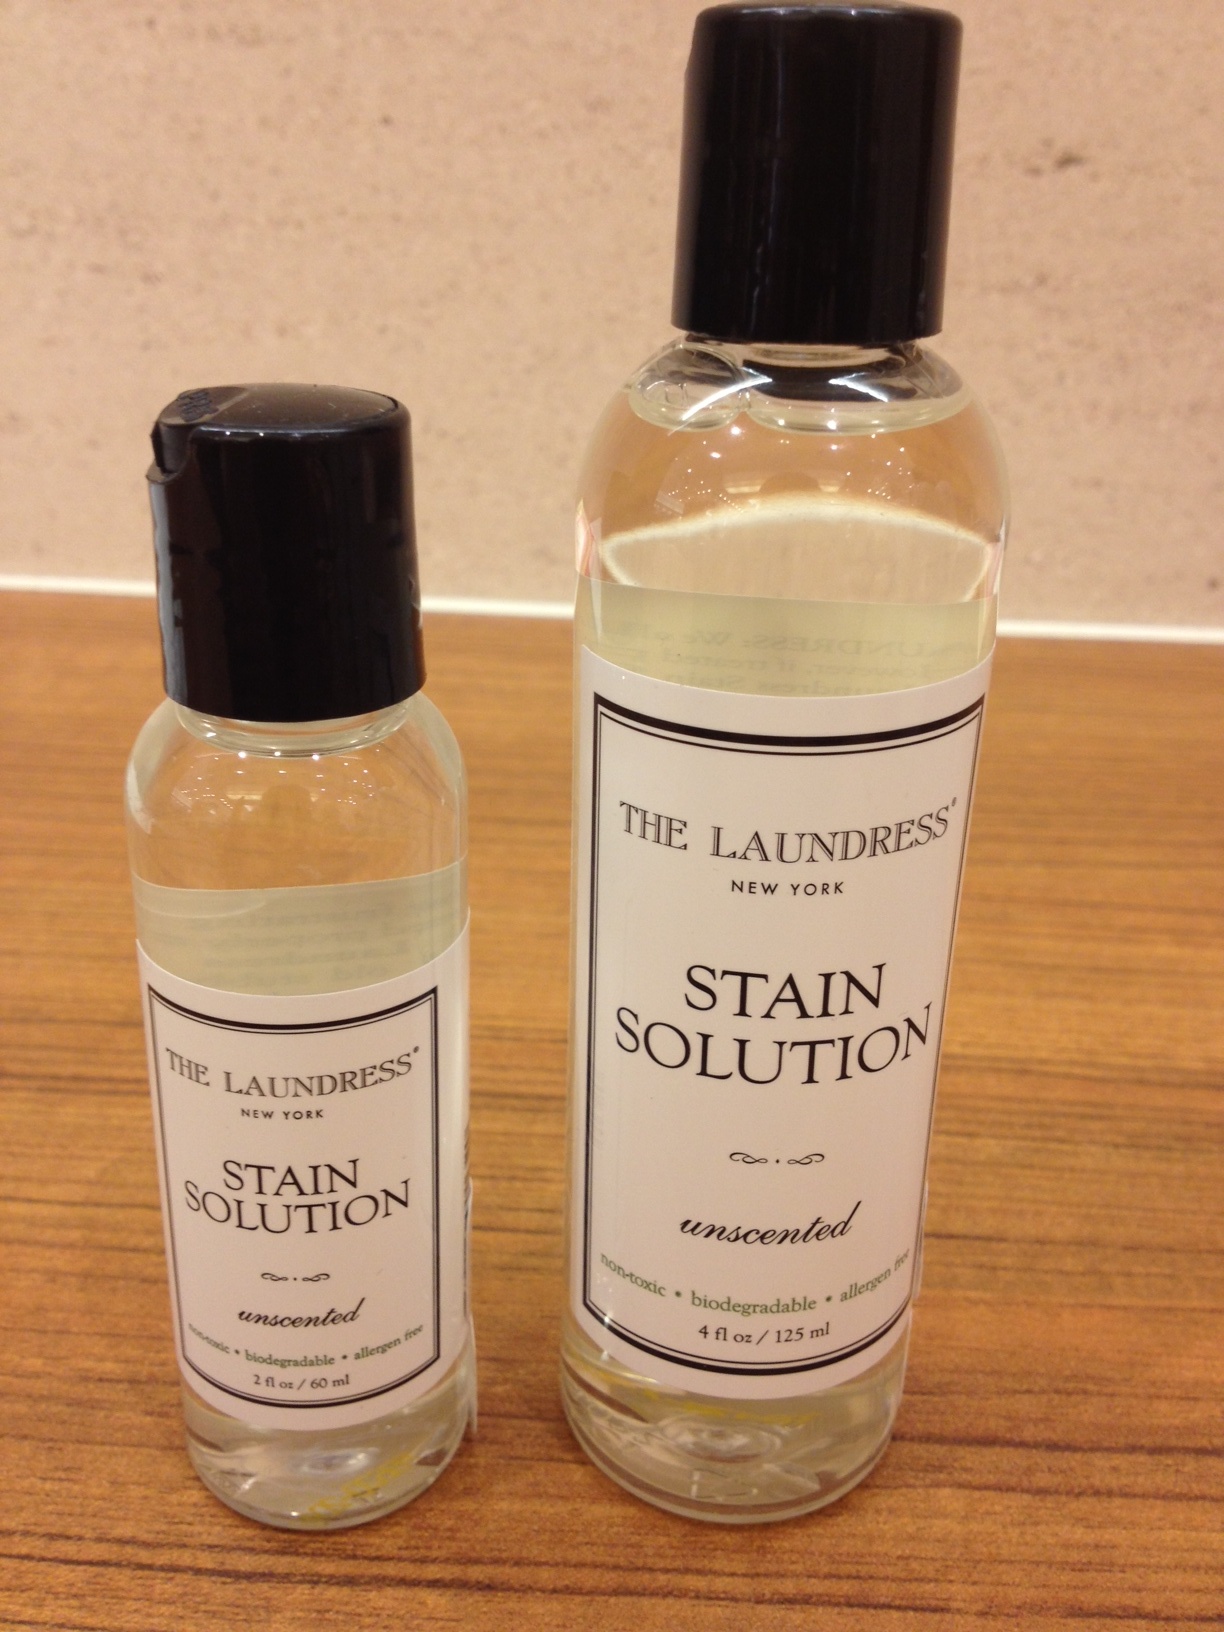 THE LAUNDRESS®
NEW YORK
STAIN
SOLUTION
unscented
non-toxic • biodegradable • allergen free
2 fl oz / 60 ml
THE LAUNDRESS®
NEW YORK
STAIN
SOLUTION
unscented
non-toxic • biodegradable • allergen free
4 fl oz / 125 ml